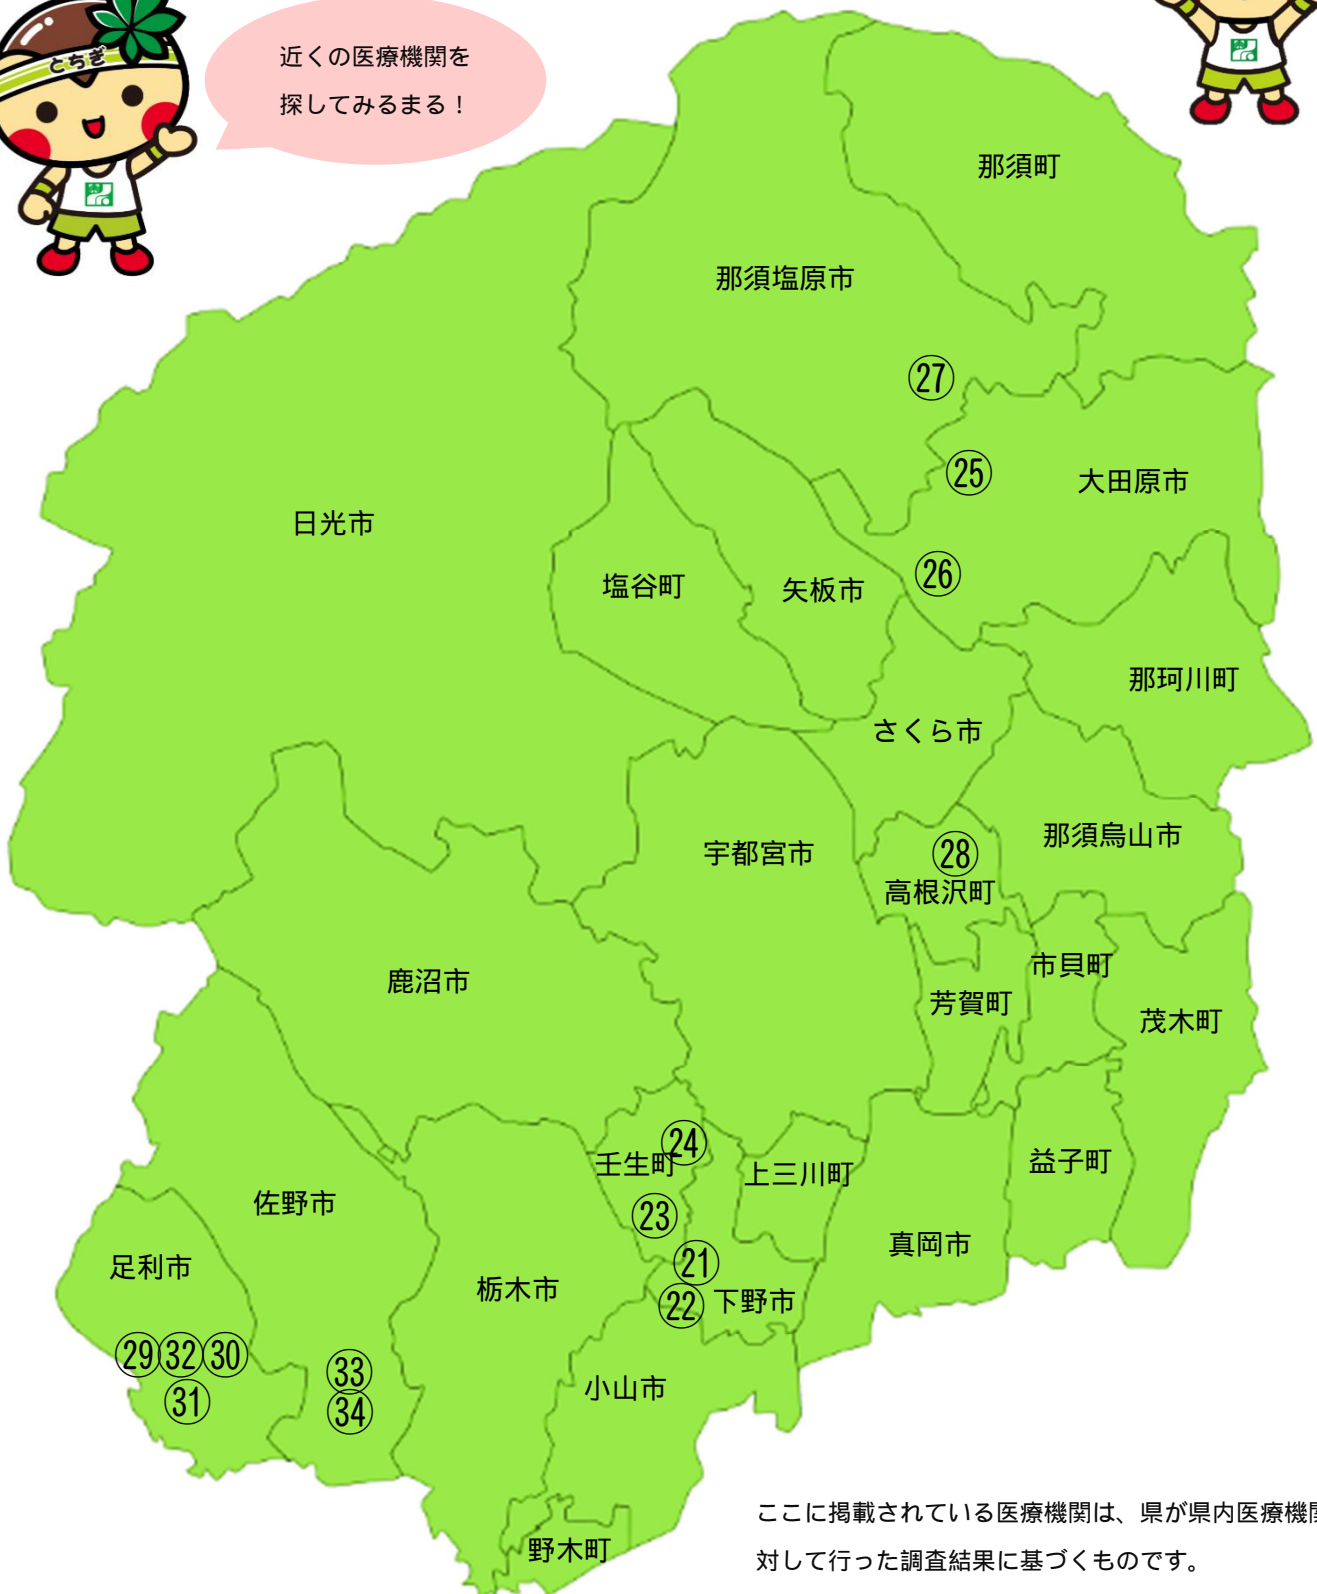 とちぎ
近くの医療機関を
探してみるまる！
那須町
那須塩原市
㉗
㉕
大田原市
日光市
㉖
塩谷町
矢板市
那珂川町
さくら市
宇都宮市
㉘
那須烏山市
高根沢町
鹿沼市
市貝町
芳賀町
茂木町
㉔
壬生町
上三川町
益子町
佐野市
㉓
真岡市
足利市
㉑
栃木市
㉒
下野市
㉙㉜㉚
㉛
㉝
㉞
小山市
野木町
ここに掲載されている医療機関は、県が県内医療機関
対して行った調査結果に基づくものです。